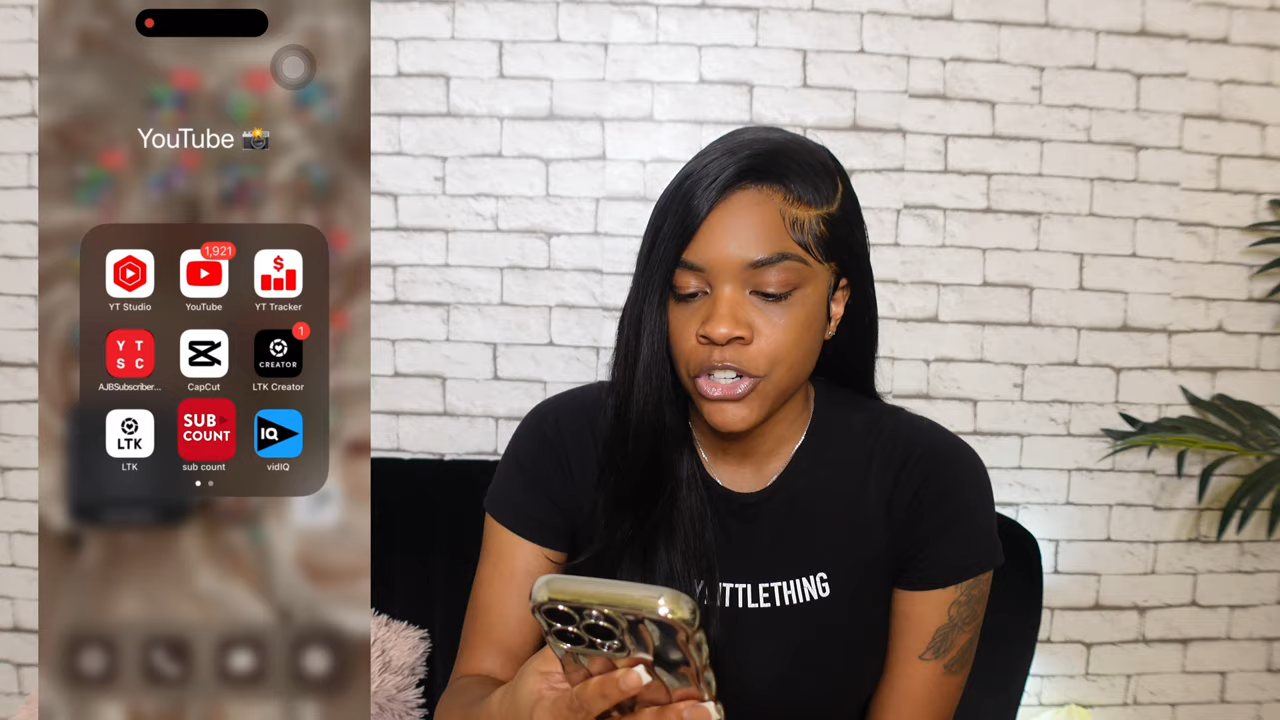 YouTube 📸
1,921
YT Studio
YouTube
$
YT Tracker
Y T
S C
AJBSubscriber...
CapCut
1
CREATOR
LTK Creator
LTK
LTK
SUB
COUNT
sub count
IQ
vidIQ
Y ITTLETHING